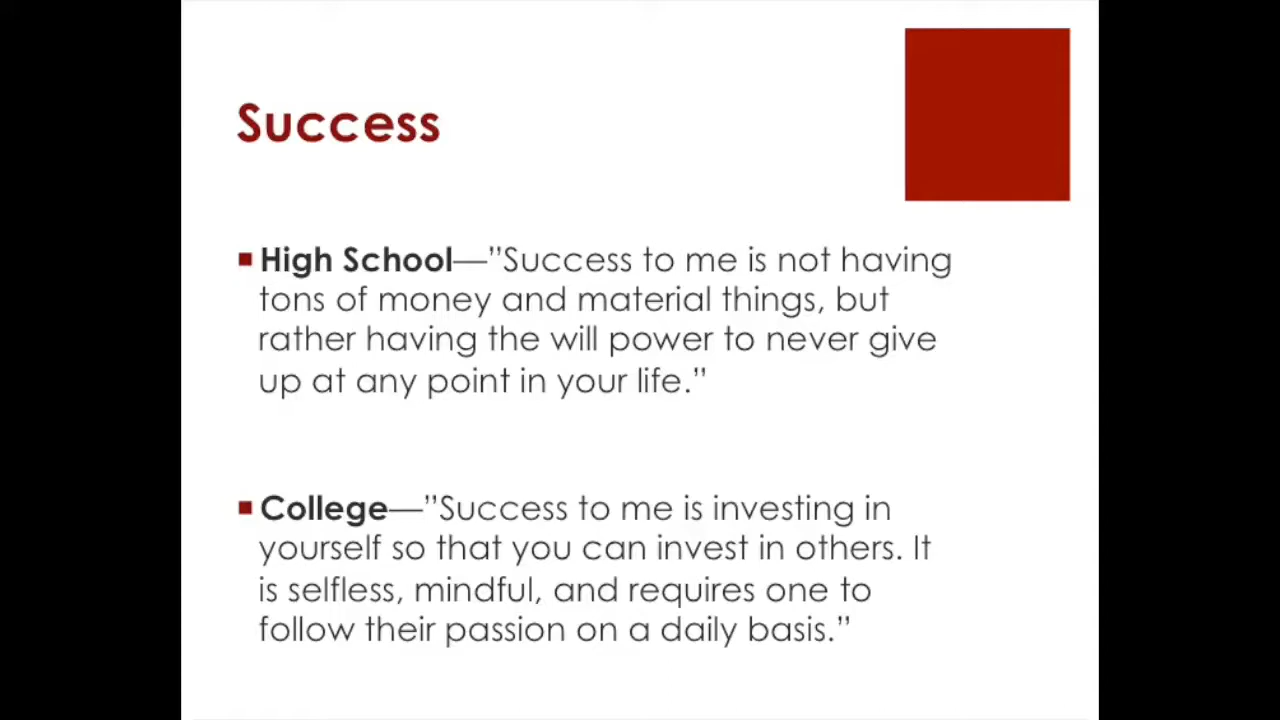 Success
High School—”Success to me is not having
tons of money and material things, but
rather having the will power to never give
up at any point in your life.”
College—”Success to me is investing in
yourself so that you can invest in others. It
is selfless, mindful, and requires one to
follow their passion on a daily basis.”